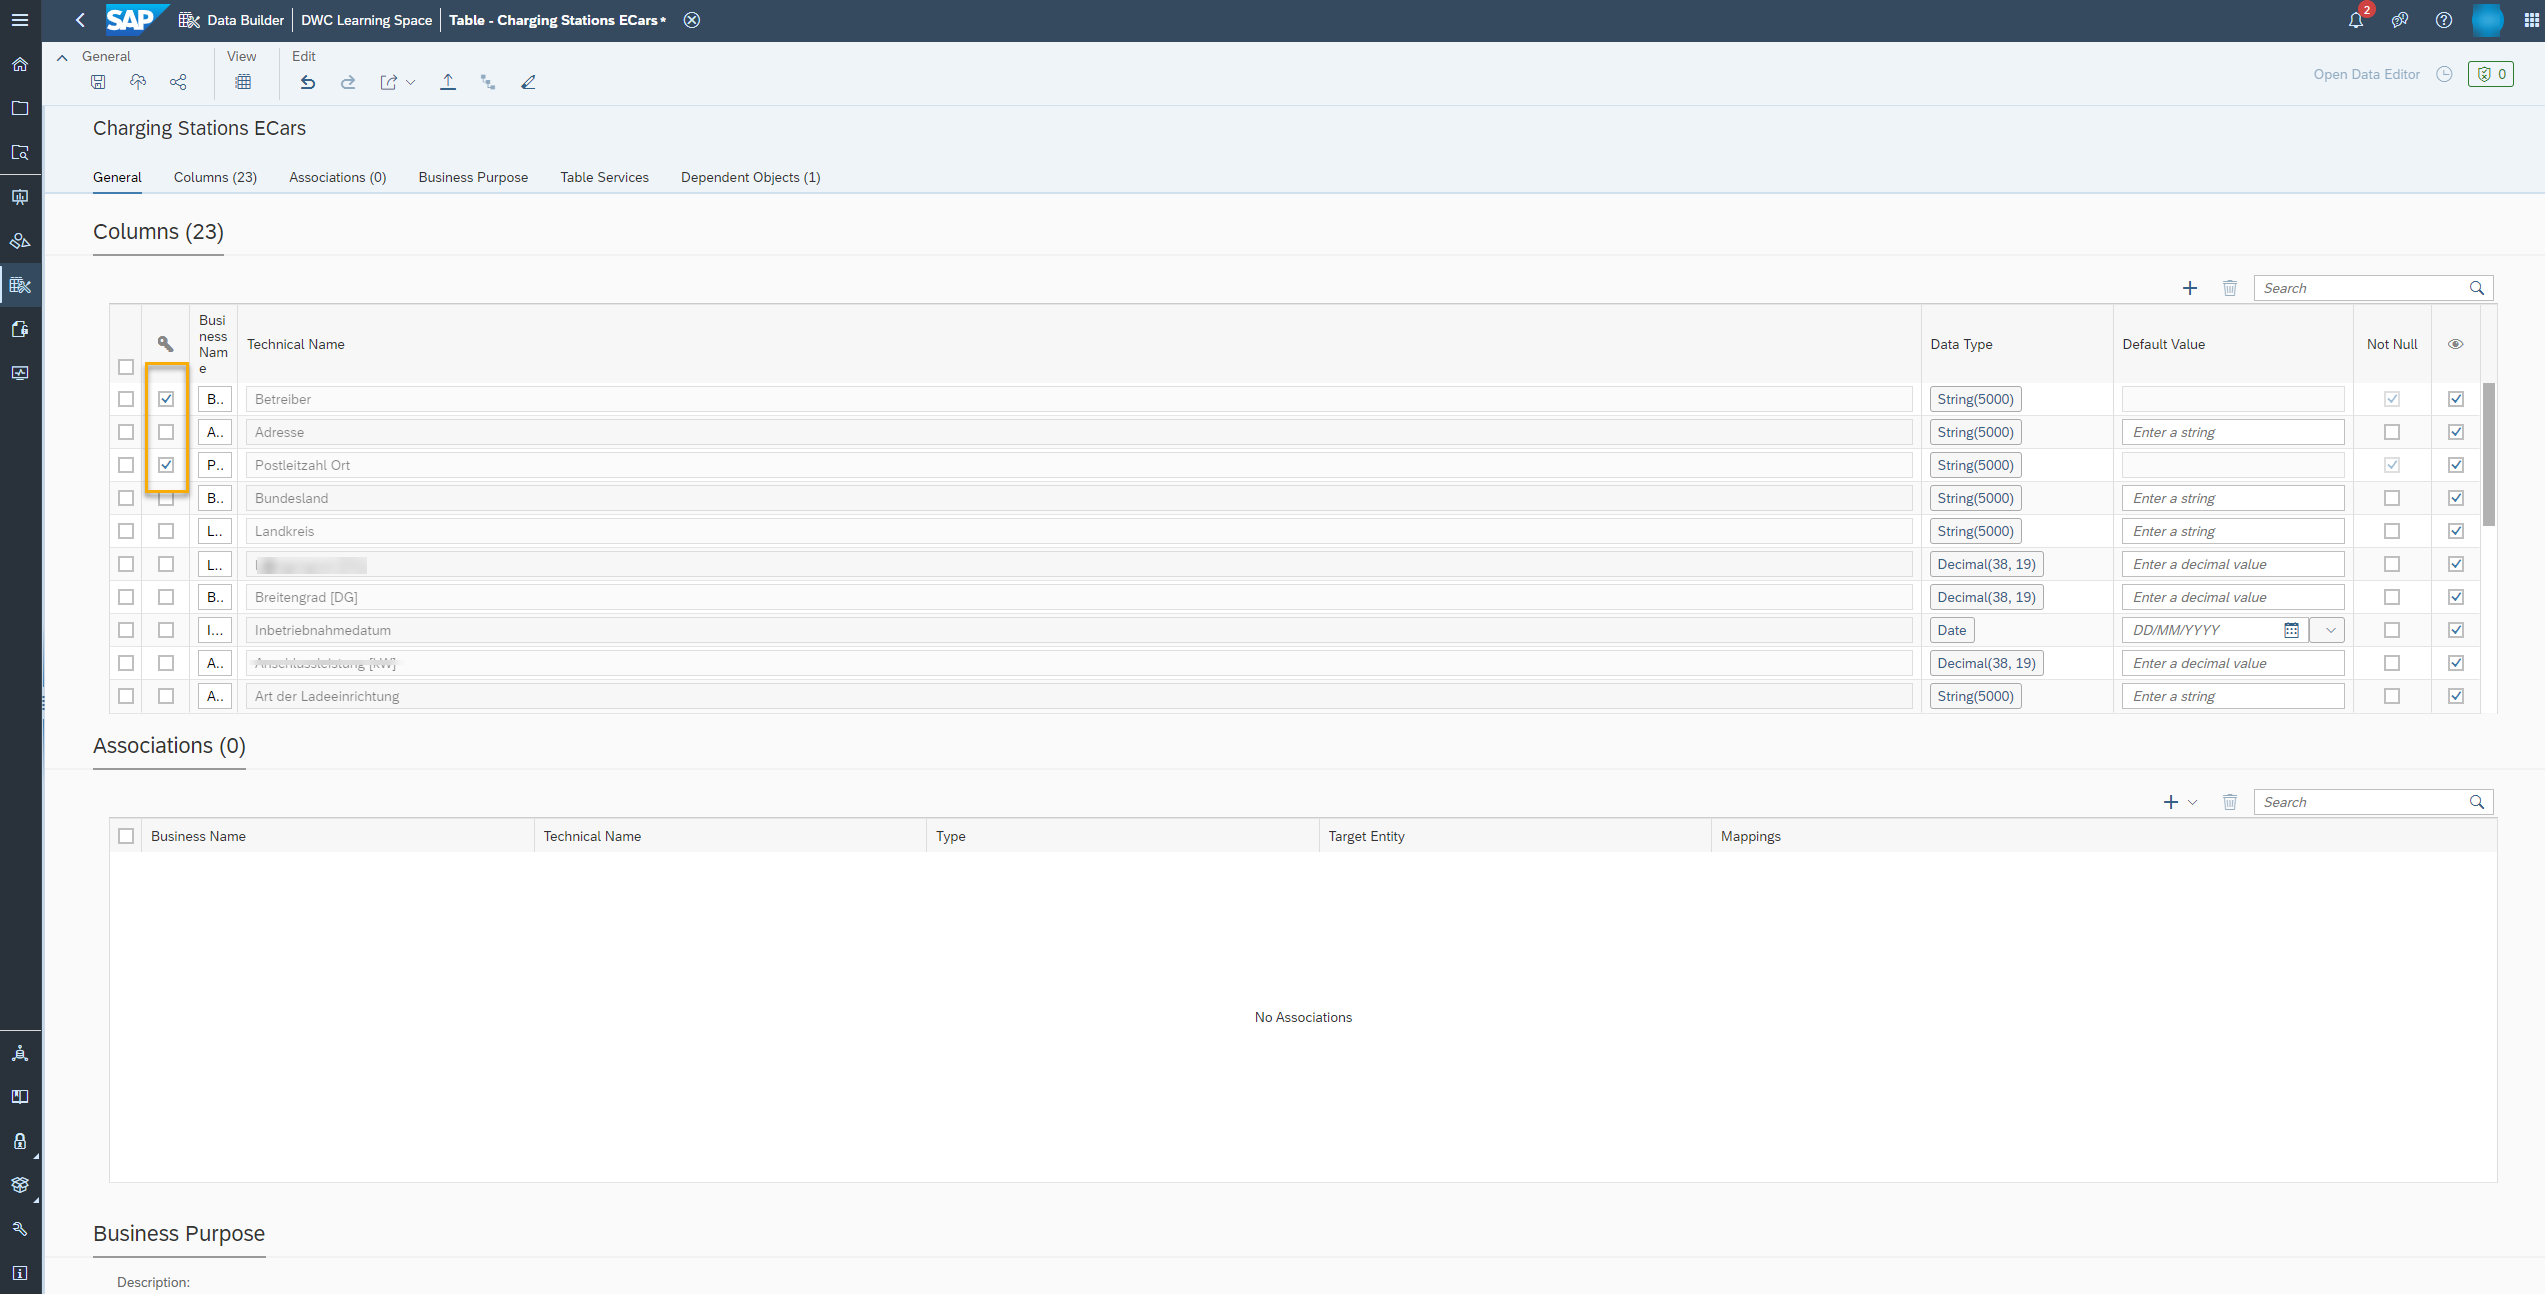 SAP Data Builder DWC Learning Space Table - Charging Stations ECars *
2
General View Edit
Open Data Editor 0
Charging Stations ECars
General Columns (23) Associations (0) Business Purpose Table Services Dependent Objects (1)
Columns (23)
Search
Busi
ness
Nam
e
Technical Name Data Type Default Value Not Null
B.. Betreiber String(5000)
A.. Adresse String(5000) Enter a string
P.. Postleitzahl Ort String(5000)
B.. Bundesland String(5000) Enter a string
L.. Landkreis String(5000) Enter a string
L.. Decimal(38, 19) Enter a decimal value
B.. Breitengrad [DG] Decimal(38, 19) Enter a decimal value
I... Inbetriebnahmedatum Date DD/MM/YYYY
A.. Anschlussleistung [kW] Decimal(38, 19) Enter a decimal value
A.. Art der Ladeeinrichtung String(5000) Enter a string
Associations (0)
Search
Business Name Technical Name Type Target Entity Mappings
No Associations
Business Purpose
Description: